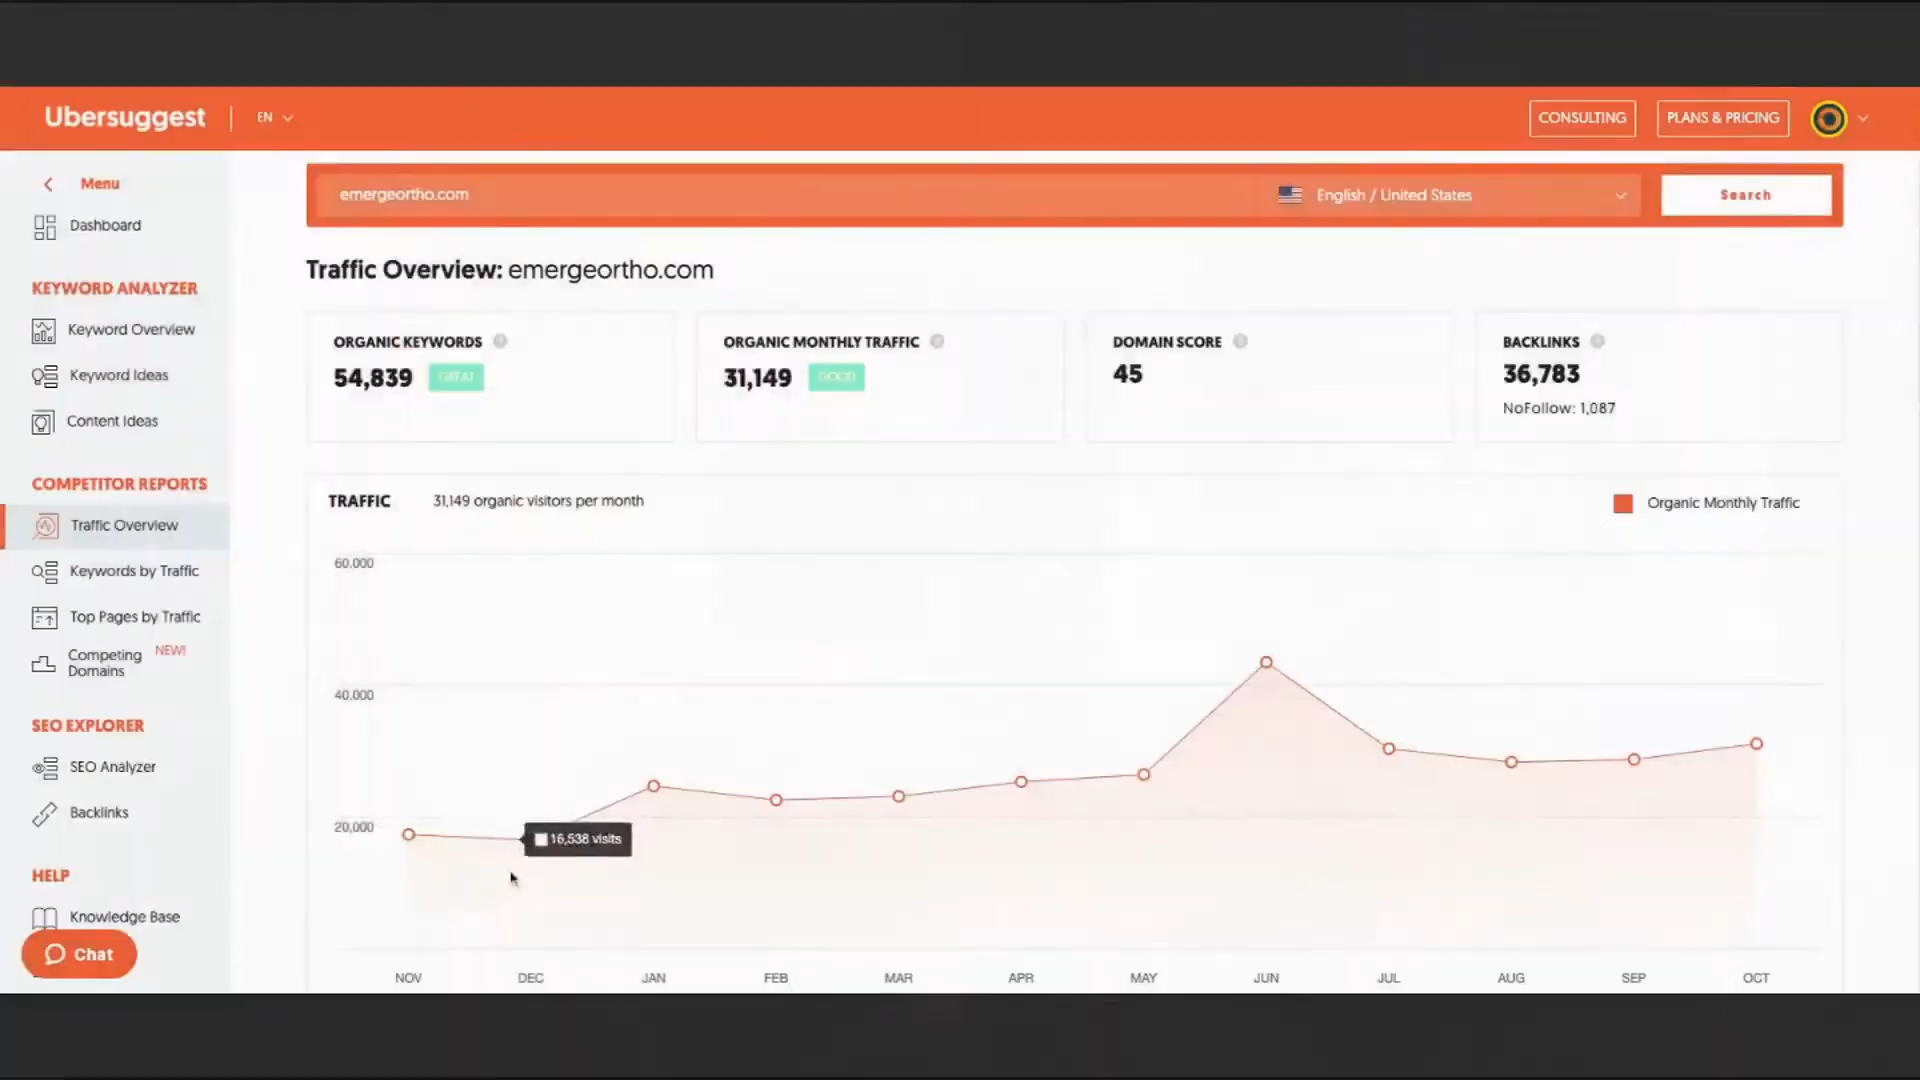 Ubersuggest
EN
CONSULTING
PLANS & PRICING
Menu
Dashboard
KEYWORD ANALYZER
Keyword Overview
Keyword Ideas
Content Ideas
COMPETITOR REPORTS
Traffic Overview
Keywords by Traffic
Top Pages by Traffic
Competing Domains NEW!
SEO EXPLORER
SEO Analyzer
Backlinks
HELP
Knowledge Base
Chat
emergeortho.com
English / United States
Search
Traffic Overview: emergeortho.com
ORGANIC KEYWORDS
54,839 GREAT
ORGANIC MONTHLY TRAFFIC
31,149 GOOD
DOMAIN SCORE
45
BACKLINKS
36,783
NoFollow: 1,087
TRAFFIC 31,149 organic visitors per month
Organic Monthly Traffic
60,000
40,000
20,000
16,538 visits
NOV DEC JAN FEB MAR APR MAY JUN JUL AUG SEP OCT